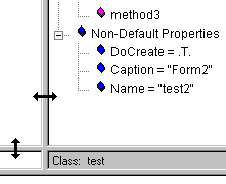 method3
Non-Default Properties
DoCreate = .T.
Caption = "Form2"
Name = "test2"
Class: test